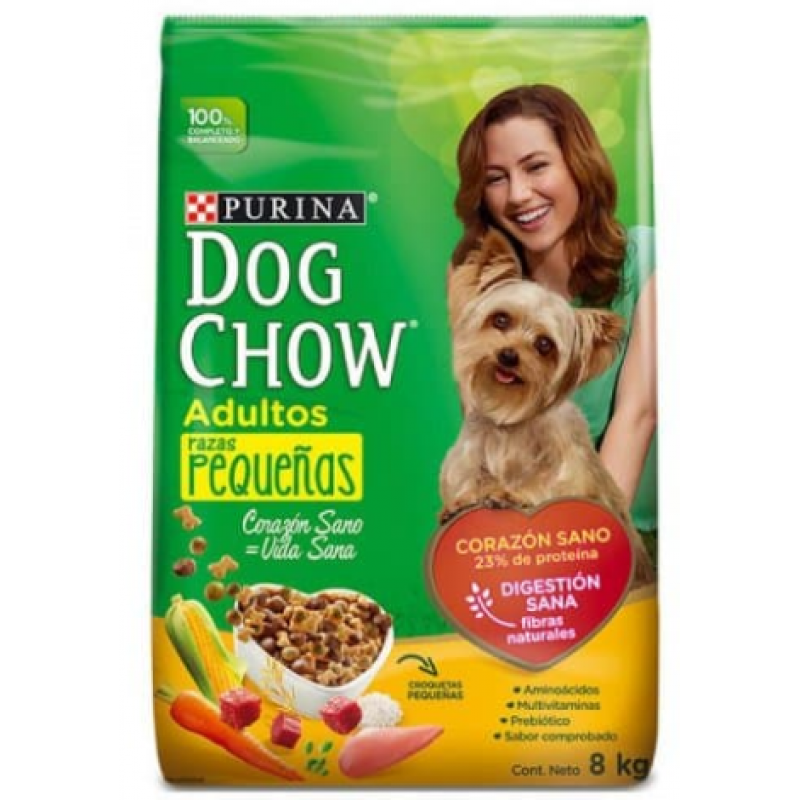 100%
COMPLETO Y
BALANCEADO
PURINA®
DOG
CHOW®
Adultos
razas
Pequeñas
Corazón Sano
= Vida Sana
CORAZÓN SANO
23% de proteína
DIGESTIÓN
SANA
fibras
naturales
CROQUETAS
PEQUEÑAS
Aminoácidos
Multivitaminas
Prebiótico
Sabor comprobado
Cont. Neto 8 kg